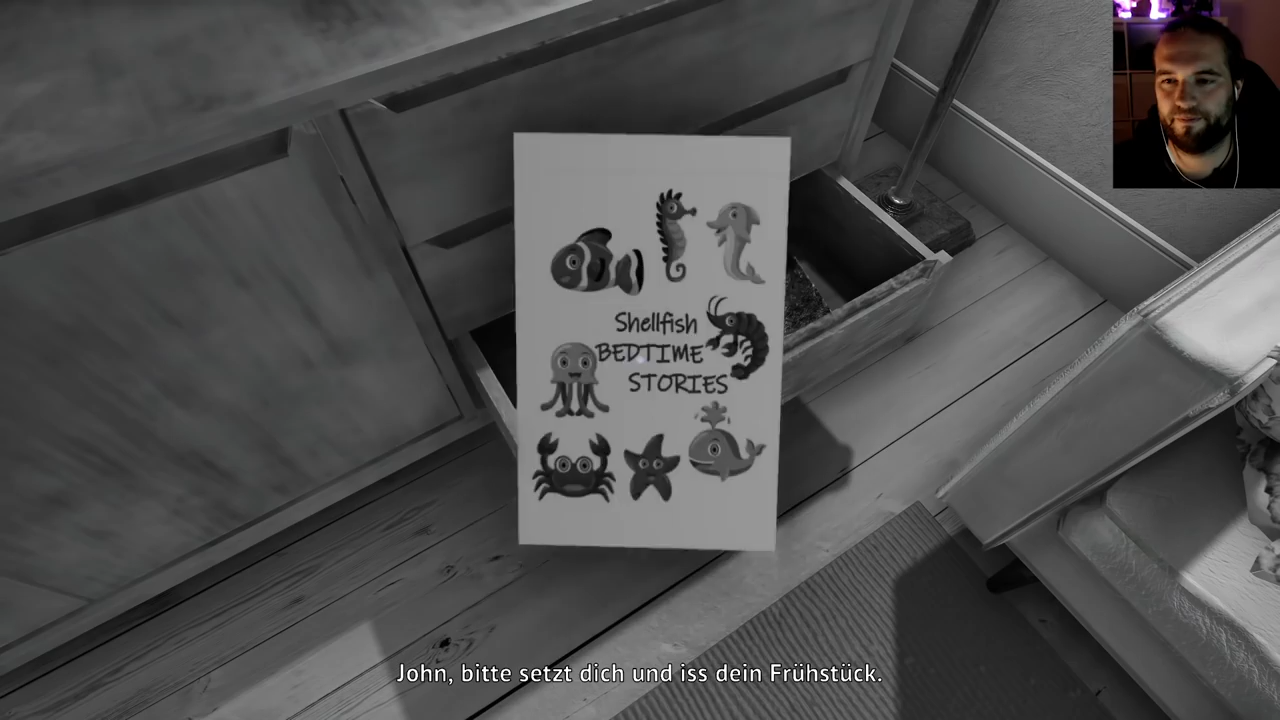 Shellfish
BEDTIME
STORIES
John, bitte setzt dich und iss dein Frühstück.